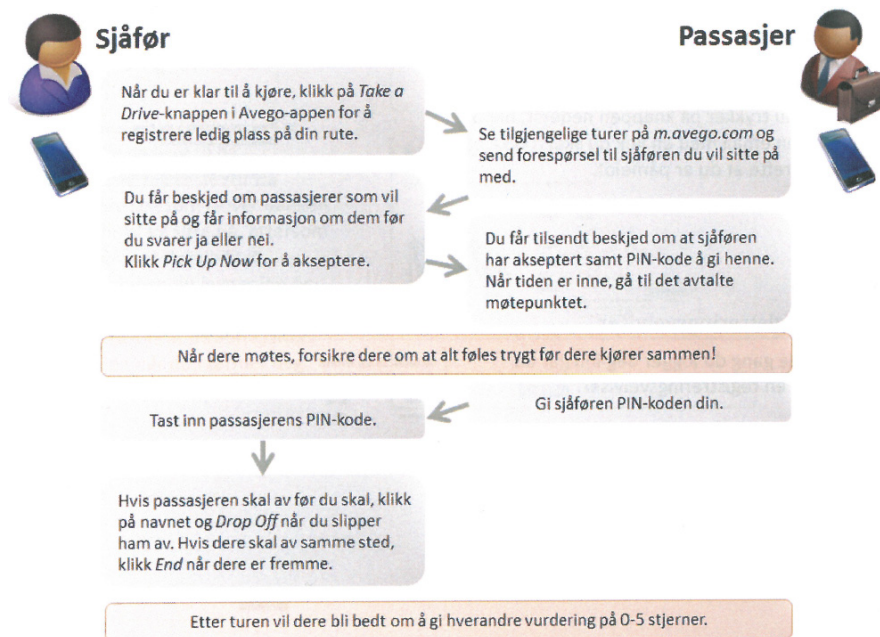 Sjåfør
Passasjer
Når du er klar til å kjøre, klikk på Take a
Drive-knappen i Avego-appen for å
registrere ledig plass på din rute.
Se tilgjengelige turer på m.avego.com og
send forespørsel til sjåføren du vil sitte på
med.
Du får beskjed om passasjerer som vil
sitte på og får informasjon om dem før
du svarer ja eller nei.
Klikk Pick Up Now for å akseptere.
Du får tilsendt beskjed om at sjåføren
har akseptert samt PIN-kode å gi henne.
Når tiden er inne, gå til det avtalte
møtepunktet.
Når dere møtes, forsikre dere om at alt føles trygt før dere kjører sammen!
Gi sjåføren PIN-koden din.
Tast inn passasjerens PIN-kode.
Hvis passasjeren skal av før du skal, klikk
på navnet og Drop Off når du slipper
ham av. Hvis dere skal av samme sted,
klikk End når dere er fremme.
Etter turen vil dere bli bedt om å gi hverandre vurdering på 0-5 stjerner.